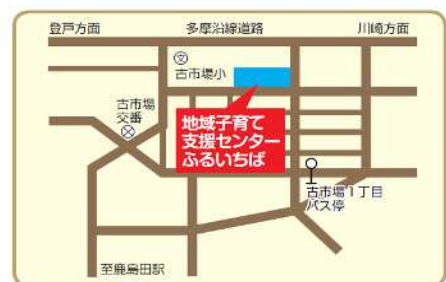 登戸方面
多摩沿線道路
川崎方面
文
古市場小
古市場
交番
地域子育て
支援センター
ふるいちば
古市場1丁目
バス停
至鹿島田駅